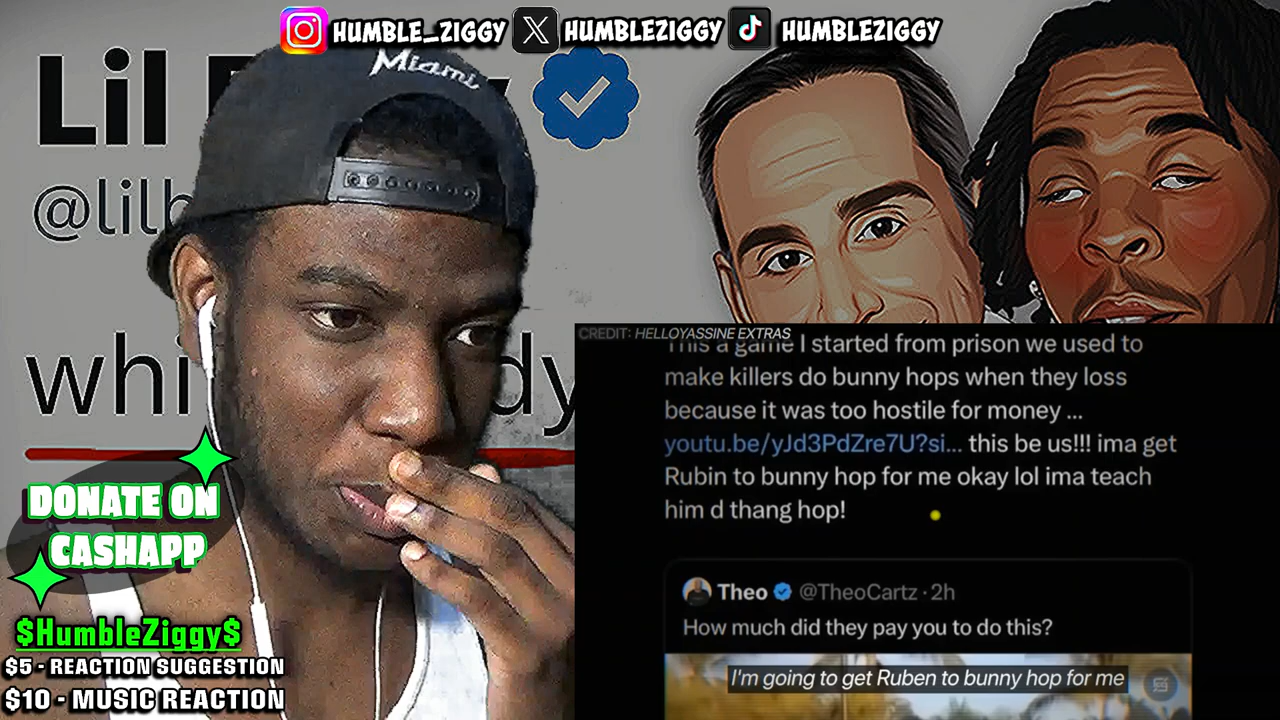 HUMBLE_ZIGGY HUMBLEZIGGY HUMBLEZIGGY
Miami
Lil
@lilb
whi dy
CREDIT: HELLOYASSINE EXTRAS
This a game I started from prison we used to
make killers do bunny hops when they loss
because it was too hostile for money ...
youtu.be/yJd3PdZre7U?si... this be us!!! ima get
Rubin to bunny hop for me okay lol ima teach
him d thang hop!
Theo @TheoCartz · 2h
How much did they pay you to do this?
I'm going to get Ruben to bunny hop for me
DONATE ON
CASHAPP
$HumbleZiggy$
$5 - REACTION SUGGESTION
$10 - MUSIC REACTION